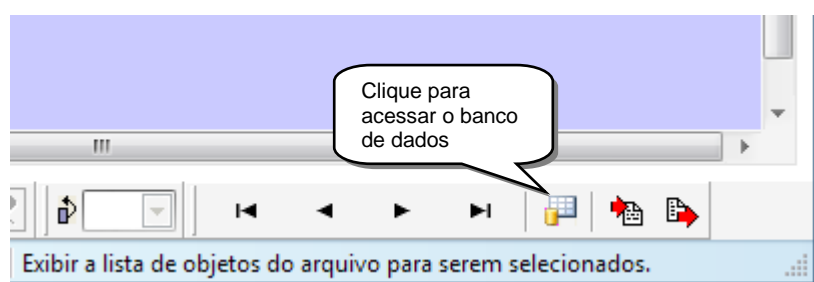 Clique para
acessar o banco
de dados
Exibir a lista de objetos do arquivo para serem selecionados.